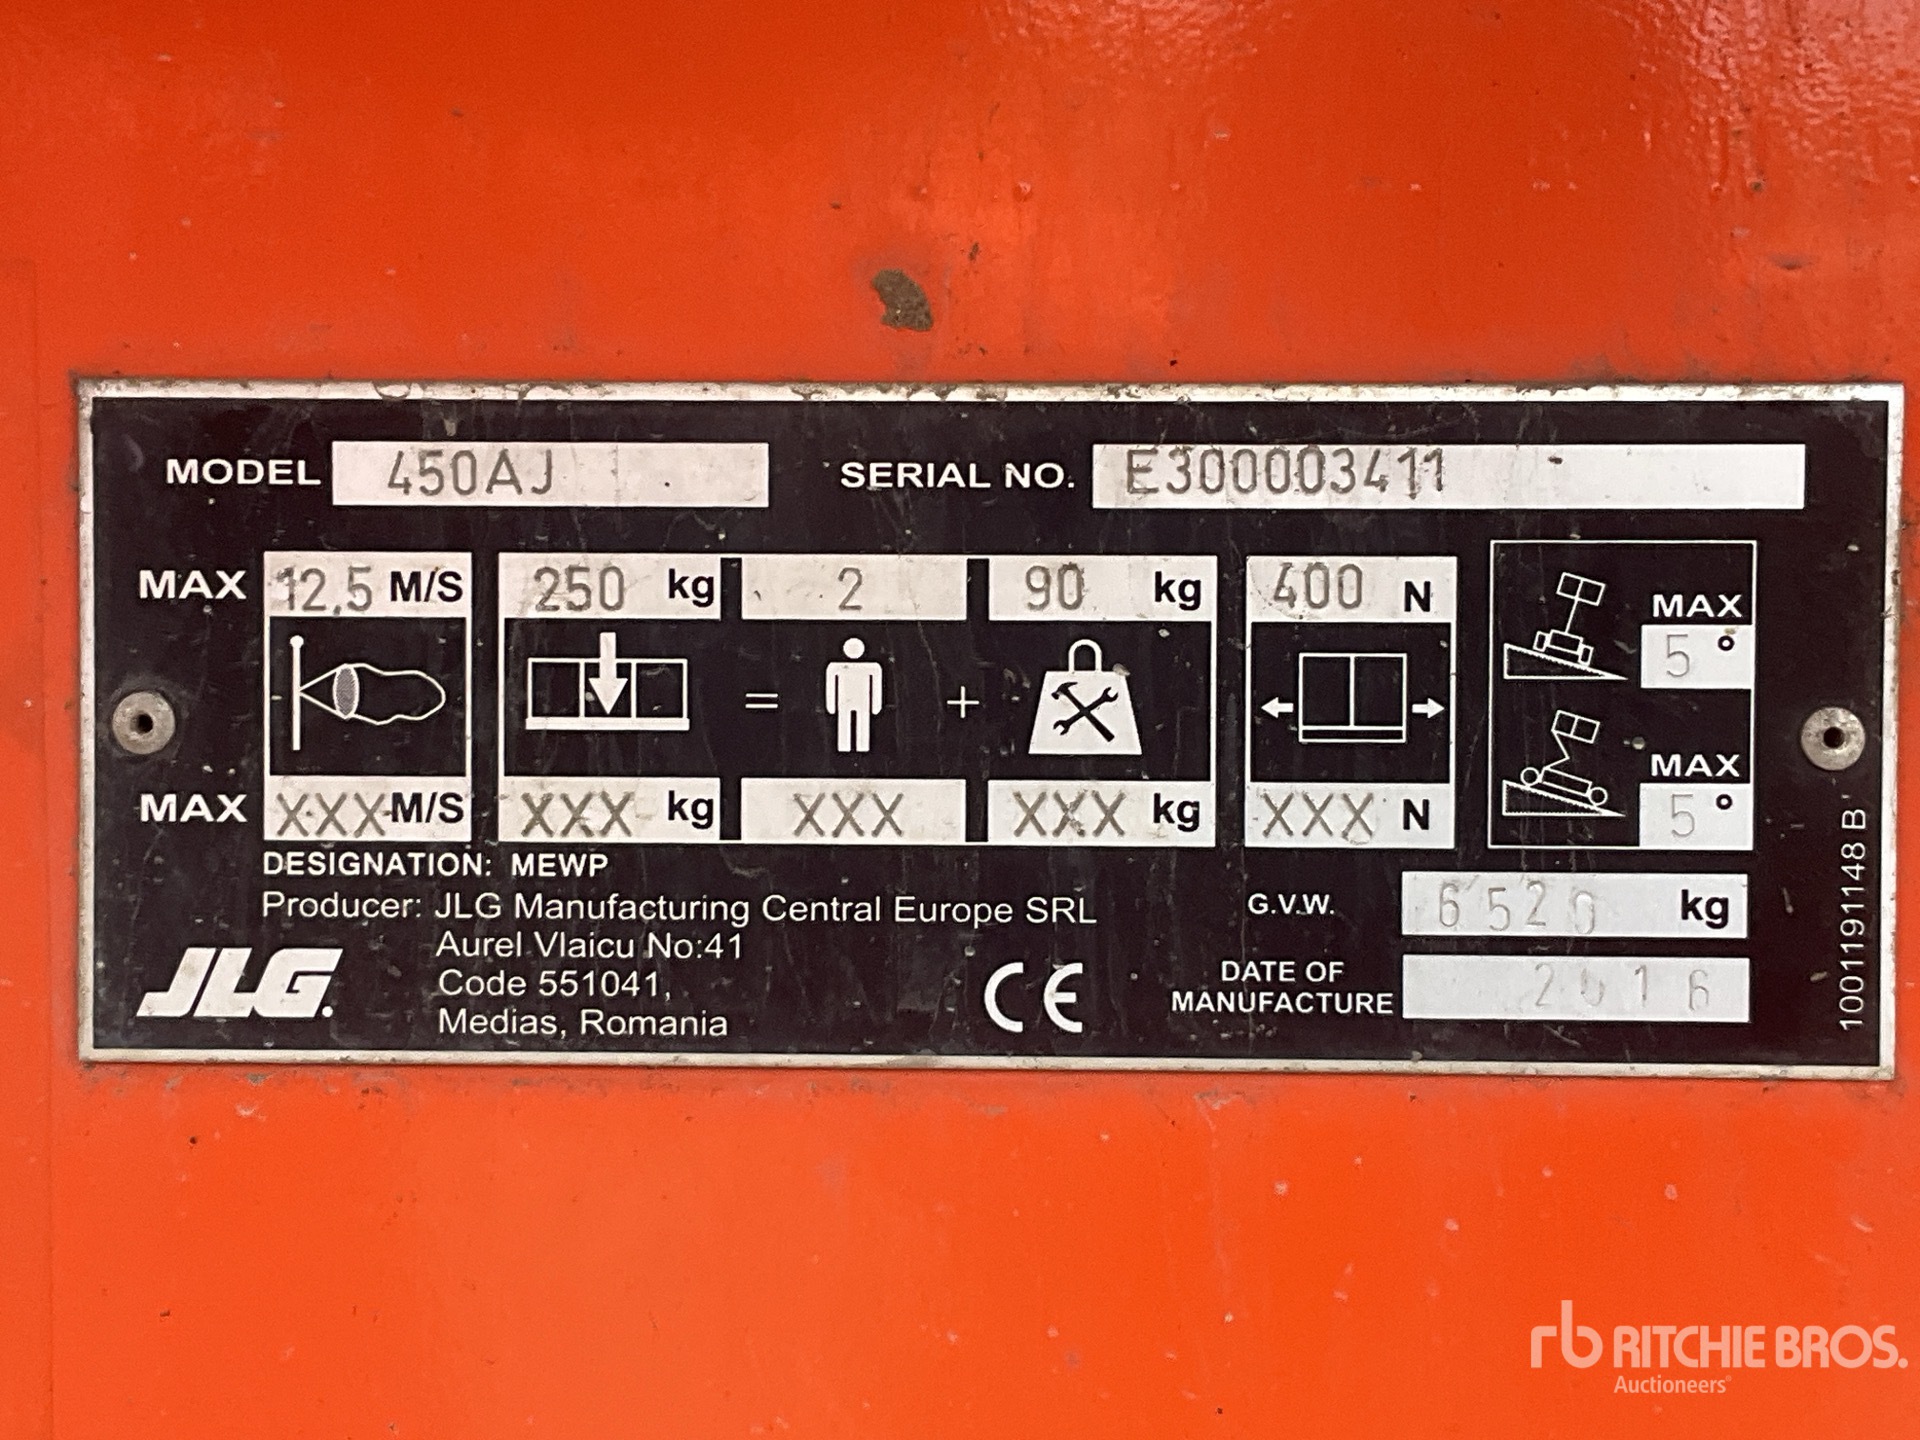 MODEL 450AJ SERIAL NO. E300003411
MAX 12,5 M/S 250 kg 2 90 kg 400 N
MAX 5°
= +
MAX 5°
MAX XXX M/S XXX kg XXX XXX kg XXX N
DESIGNATION: MEWP
Producer: JLG Manufacturing Central Europe SRL
Aurel Vlaicu No:41
Code 551041,
Medias, Romania
JLG.
CE
G.V.W. 6520 kg
DATE OF
MANUFACTURE 2016
1001191148 B
rb RITCHIE BROS.
Auctioneers